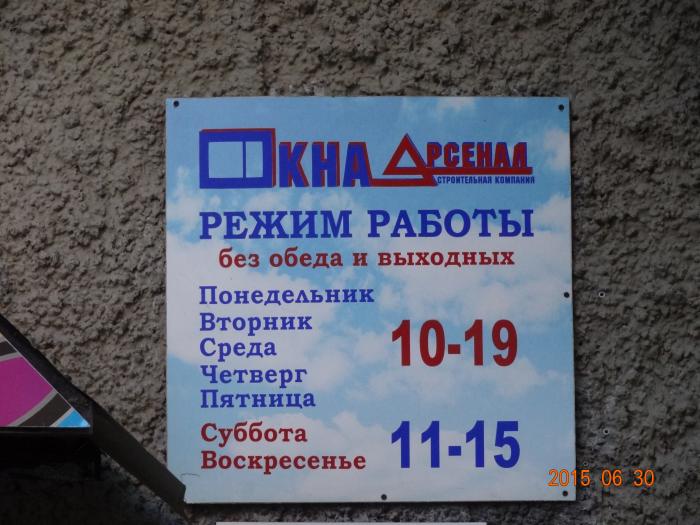 ОКНА АРСЕНАЛ
СТРОИТЕЛЬНАЯ КОМПАНИЯ
РЕЖИМ РАБОТЫ
без обеда и выходных
Понедельник
Вторник
Среда
Четверг
Пятница
10-19
Суббота
Воскресенье
11-15
2015 06 30